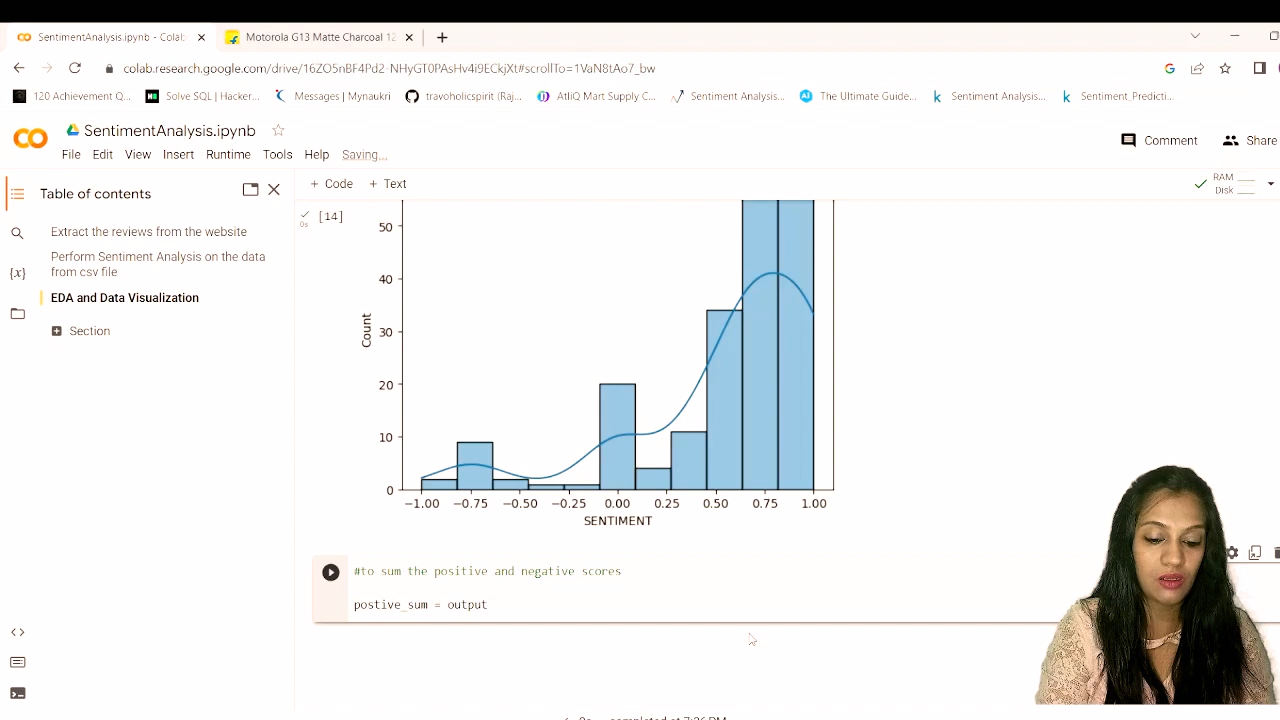 SentimentAnalysis.ipynb - Colab
Motorola G13 Matte Charcoal 12
colab.research.google.com/drive/16ZO5nBF4Pd2-NHyGT0PAsHv4i9ECkjXt#scrollTo=1VaN8tAo7_bw
120 Achievement Q... Solve SQL | Hacker... Messages | Mynaukri travoholicspirit (Raj... AtliQ Mart Supply C... Sentiment Analysis... The Ultimate Guide... Sentiment Analysis... Sentiment_Predicti...
SentimentAnalysis.ipynb
File Edit View Insert Runtime Tools Help Saving...
Comment Share
Table of contents
Extract the reviews from the website
Perform Sentiment Analysis on the data
from csv file
EDA and Data Visualization
Section
+ Code + Text
RAM
Disk
[14]
0s
50
40
30
20
10
0
Count
−1.00 −0.75 −0.50 −0.25 0.00 0.25 0.50 0.75 1.00
SENTIMENT
#to sum the positive and negative scores
postive_sum = output